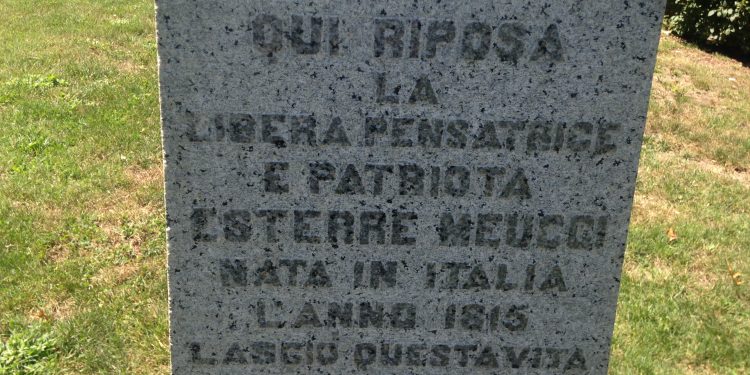 QUI RIPOSA
LA
LIBERA PENSATRICE
E PATRIOTA
ESTERRE MEUCCI
NATA IN ITALIA
L'ANNO 1815
LASCIO QUESTA VITA